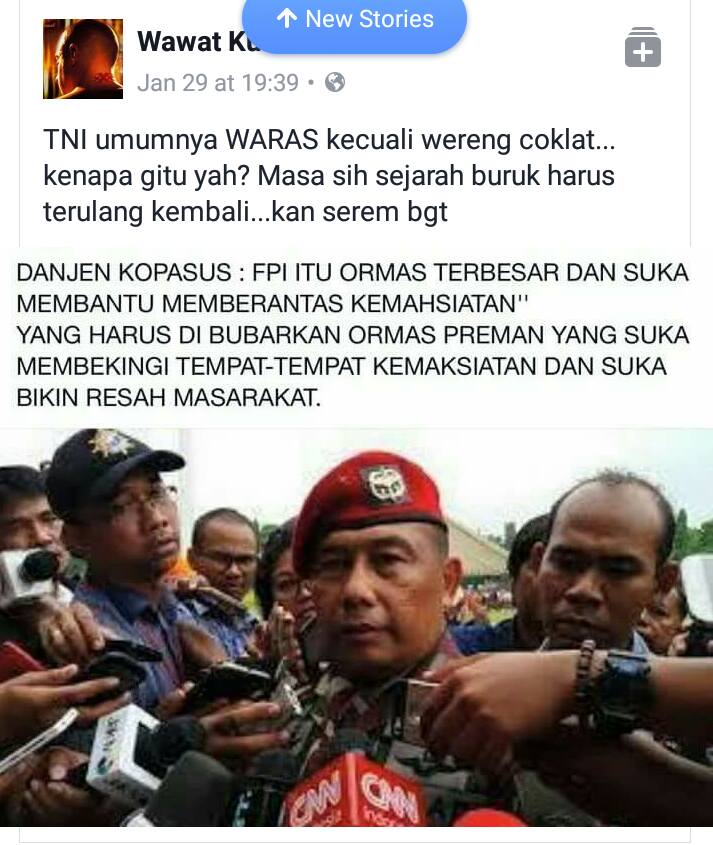 New Stories
Wawat Ku
Jan 29 at 19:39
TNI umumnya WARAS kecuali wereng coklat...
kenapa gitu yah? Masa sih sejarah buruk harus
terulang kembali...kan serem bgt
DANJEN KOPASUS : FPI ITU ORMAS TERBESAR DAN SUKA
MEMBANTU MEMBERANTAS KEMAHSIATAN"
YANG HARUS DI BUBARKAN ORMAS PREMAN YANG SUKA
MEMBEKINGI TEMPAT-TEMPAT KEMAKSIATAN DAN SUKA
BIKIN RESAH MASARAKAT.
CNN CNN